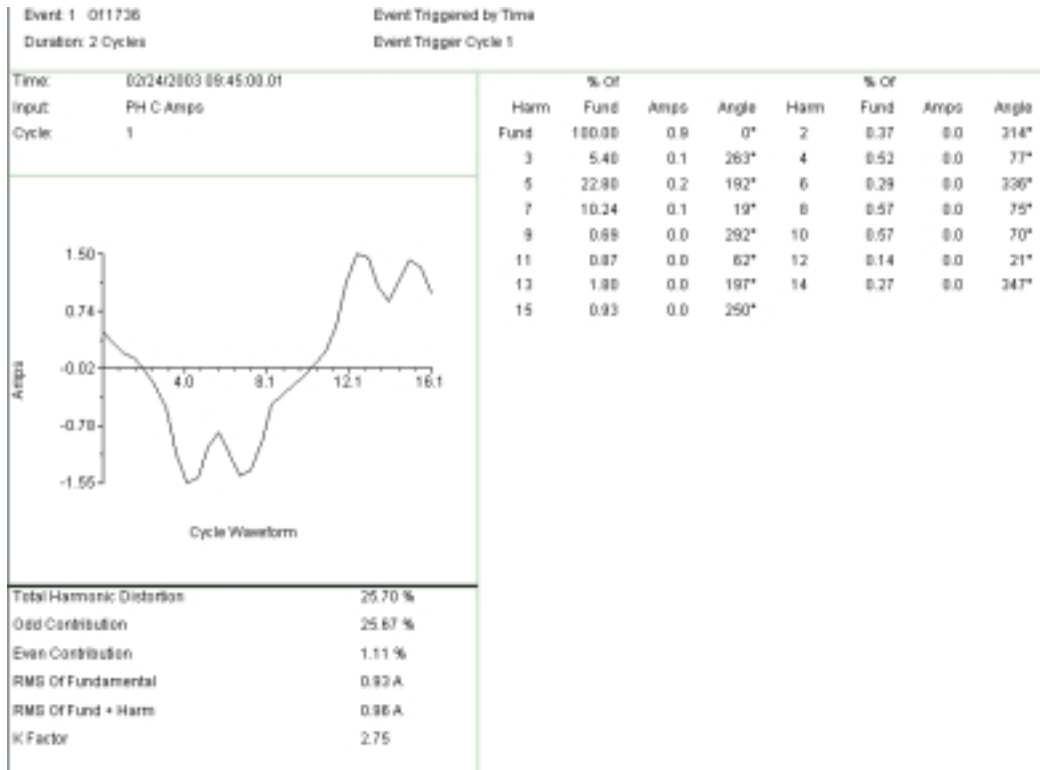 Event: 1 Of 1736 Event Triggered by Time
Duration: 2 Cycles Event Trigger Cycle 1
Time: 02/24/2003 09:45:00.01
Input: PH C Amps
Cycle: 1
% Of % Of
Harm Fund Amps Angle Harm Fund Amps Angle
Fund 100.00 0.9 0° 2 0.37 0.0 314°
3 5.40 0.1 263° 4 0.52 0.0 77°
5 22.80 0.2 192° 6 0.29 0.0 336°
7 10.24 0.1 19° 8 0.57 0.0 75°
9 0.69 0.0 292° 10 0.57 0.0 70°
11 0.87 0.0 62° 12 0.14 0.0 21°
13 1.80 0.0 197° 14 0.27 0.0 347°
15 0.93 0.0 250°
1.50
0.74
-0.02
-0.78
-1.55
Amps
4.0 8.1 12.1 16.1
Cycle Waveform
Total Harmonic Distortion 25.70 %
Odd Contribution 25.67 %
Even Contribution 1.11 %
RMS Of Fundamental 0.93 A
RMS Of Fund + Harm 0.96 A
K Factor 2.75